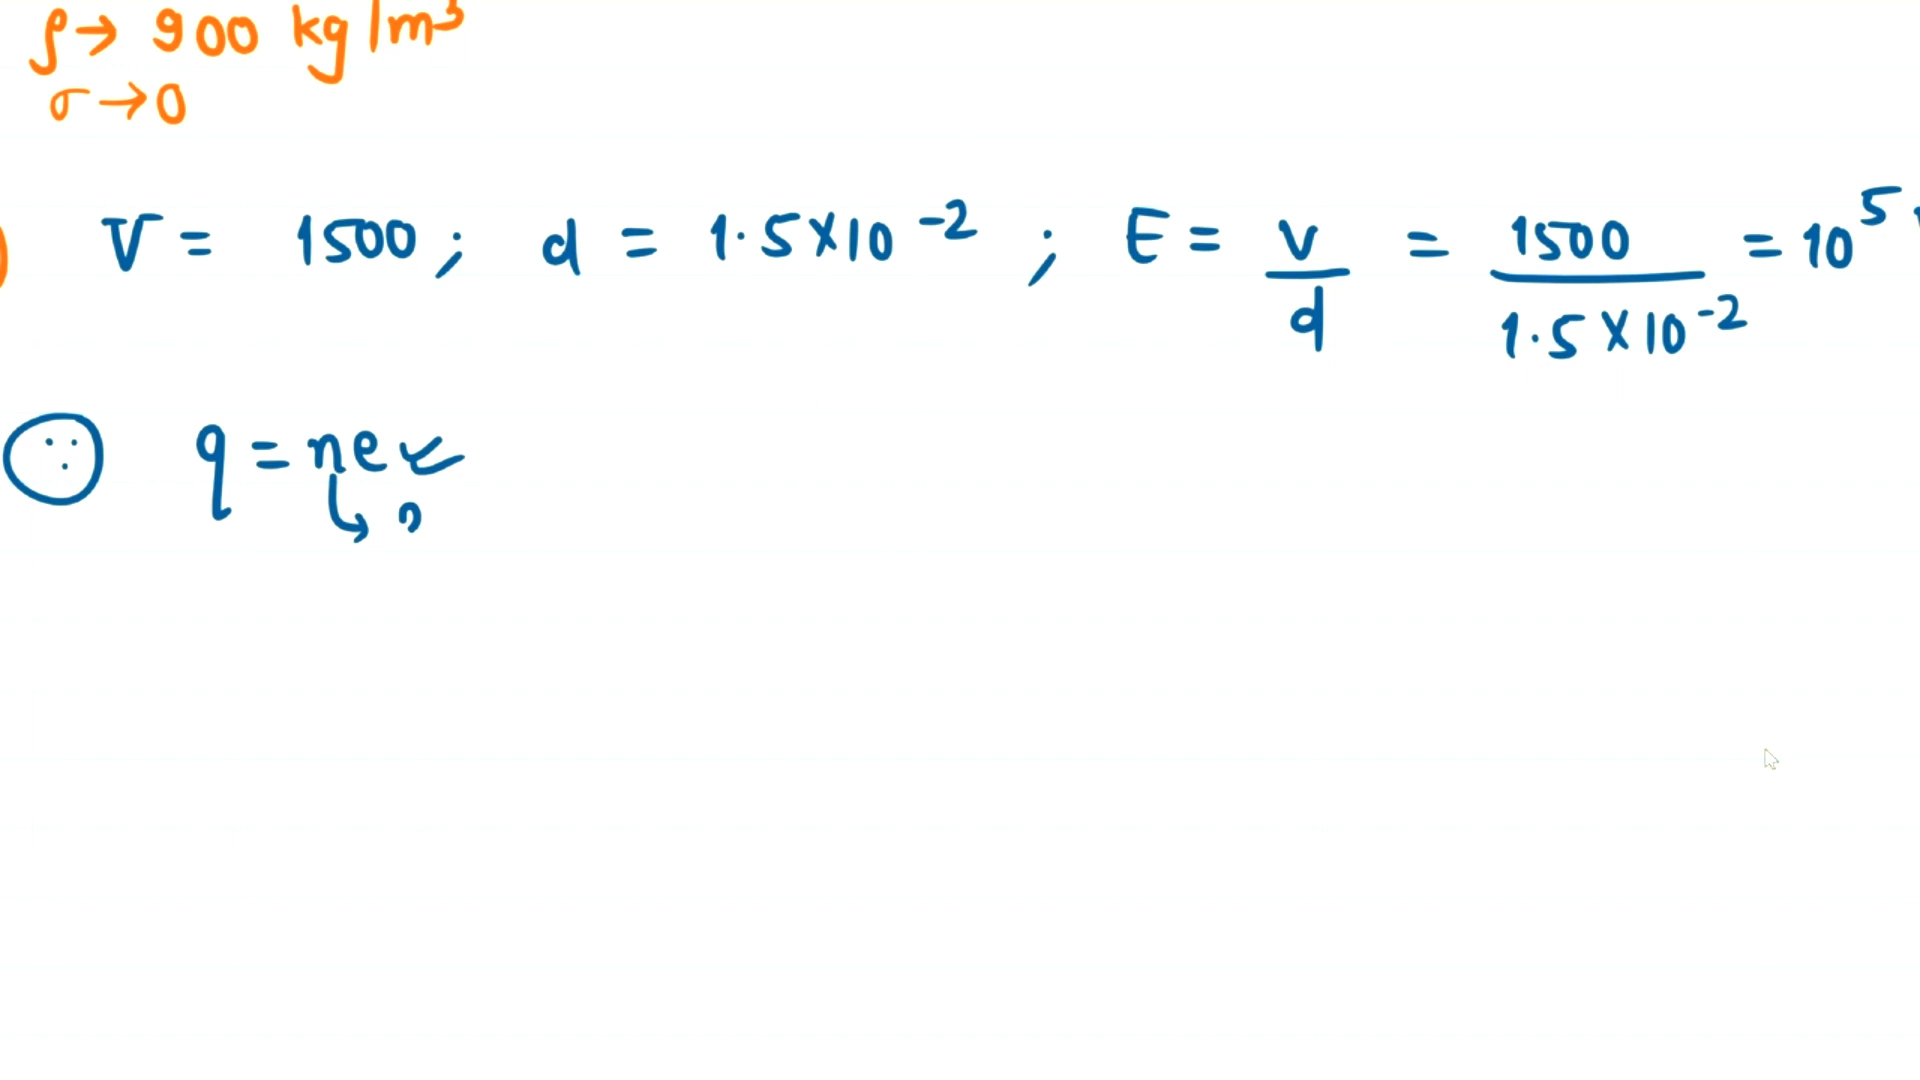 ρ → 900 kg/m³
σ → 0
V = 1500 ; d = 1.5×10⁻² ; E = V/d = 1500/1.5×10⁻² = 10⁵
q = ne